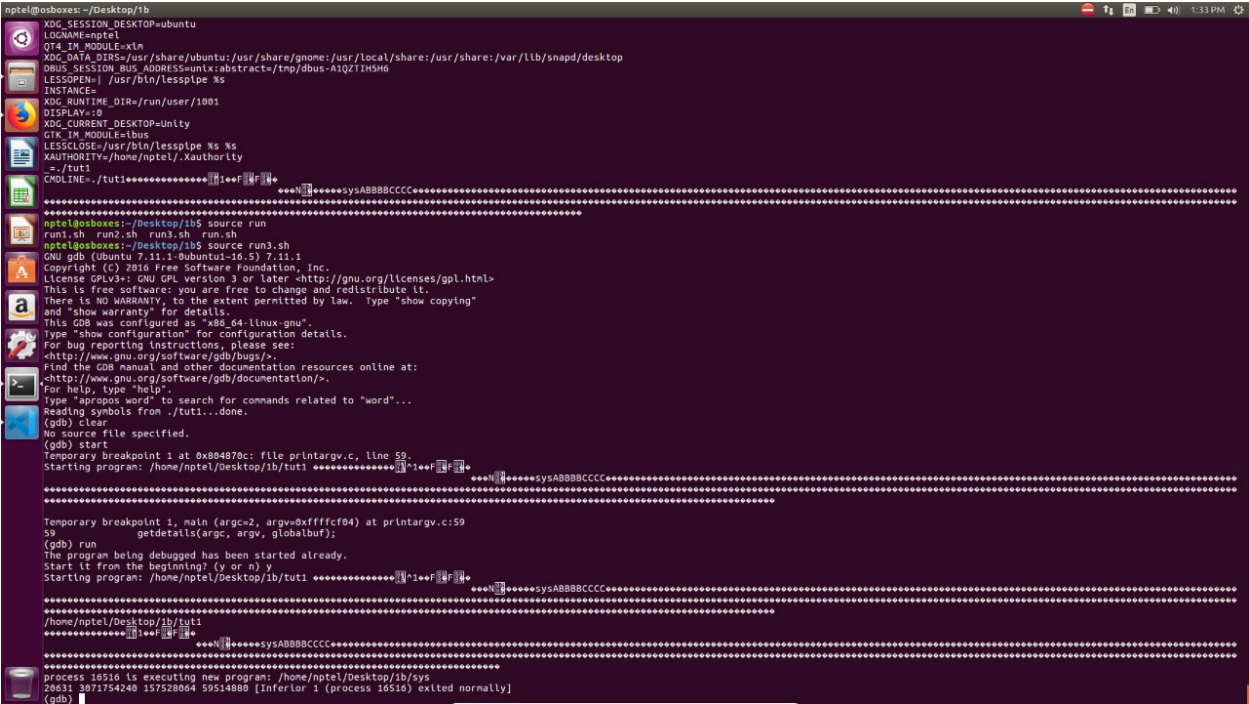 nptel@osboxes: ~/Desktop/1b
En
1:33 PM
XDG_SESSION_DESKTOP=ubuntu
LOGNAME=nptel
QT4_IM_MODULE=xim
XDG_DATA_DIRS=/usr/share/ubuntu:/usr/share/gnome:/usr/local/share:/usr/share:/var/lib/snapd/desktop
DBUS_SESSION_BUS_ADDRESS=unix:abstract=/tmp/dbus-A1QZTIH5H6
LESSOPEN=| /usr/bin/lesspipe %s
INSTANCE=
XDG_RUNTIME_DIR=/run/user/1001
DISPLAY=:0
XDG_CURRENT_DESKTOP=Unity
GTK_IM_MODULE=ibus
LESSCLOSE=/usr/bin/lesspipe %s %s
XAUTHORITY=/home/nptel/.Xauthority
_=./tut1
CMDLINE=./tut1 1 F F
N sysABBBBCCCC
nptel@osboxes:~/Desktop/1b$ source run
run1.sh run2.sh run3.sh run.sh
nptel@osboxes:~/Desktop/1b$ source run3.sh
GNU gdb (Ubuntu 7.11.1-0ubuntu1~16.5) 7.11.1
Copyright (C) 2016 Free Software Foundation, Inc.
License GPLv3+: GNU GPL version 3 or later <http://gnu.org/licenses/gpl.html>
This is free software: you are free to change and redistribute it.
There is NO WARRANTY, to the extent permitted by law. Type "show copying"
and "show warranty" for details.
This GDB was configured as "x86_64-linux-gnu".
Type "show configuration" for configuration details.
For bug reporting instructions, please see:
<http://www.gnu.org/software/gdb/bugs/>.
Find the GDB manual and other documentation resources online at:
<http://www.gnu.org/software/gdb/documentation/>.
For help, type "help".
Type "apropos word" to search for commands related to "word"...
Reading symbols from ./tut1...done.
(gdb) clear
No source file specified.
(gdb) start
Temporary breakpoint 1 at 0x804870c: file printargv.c, line 59.
Starting program: /home/nptel/Desktop/1b/tut1 ^1 F F
N sysABBBBCCCC
Temporary breakpoint 1, main (argc=2, argv=0xffffcf04) at printargv.c:59
59 getdetails(argc, argv, globalbuf);
(gdb) run
The program being debugged has been started already.
Start it from the beginning? (y or n) y
Starting program: /home/nptel/Desktop/1b/tut1 ^1 F F
N sysABBBBCCCC
/home/nptel/Desktop/1b/tut1
1 F F
N sysABBBBCCCC
process 16516 is executing new program: /home/nptel/Desktop/1b/sys
20631 3071754240 157528064 59514880 [Inferior 1 (process 16516) exited normally]
(gdb)